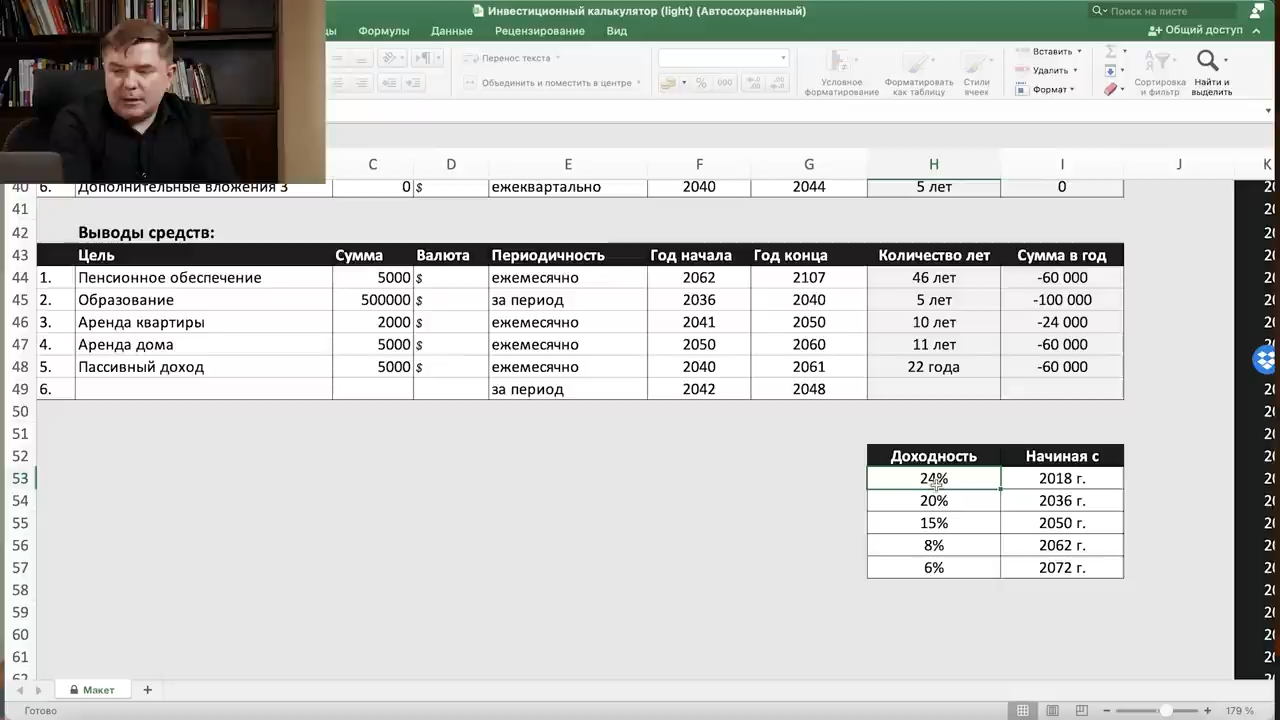 Инвестиционный калькулятор (light) (Автосохраненный)
Поиск на листе
Формулы Данные Рецензирование Вид
Общий доступ
Перенос текста
Объединить и поместить в центре
% 000
Условное форматирование
Форматировать как таблицу
Стили ячеек
Вставить
Удалить
Формат
Сортировка и фильтр
Найти и выделить
C D E F G H I J K
40 6. Дополнительные вложения 3 0 $ ежеквартально 2040 2044 5 лет 0
41
42 Выводы средств:
43 Цель Сумма Валюта Периодичность Год начала Год конца Количество лет Сумма в год
44 1. Пенсионное обеспечение 5000 $ ежемесячно 2062 2107 46 лет -60 000
45 2. Образование 500000 $ за период 2036 2040 5 лет -100 000
46 3. Аренда квартиры 2000 $ ежемесячно 2041 2050 10 лет -24 000
47 4. Аренда дома 5000 $ ежемесячно 2050 2060 11 лет -60 000
48 5. Пассивный доход 5000 $ ежемесячно 2040 2061 22 года -60 000
49 6. за период 2042 2048
50
51
52 Доходность Начиная с
53 24% 2018 г.
54 20% 2036 г.
55 15% 2050 г.
56 8% 2062 г.
57 6% 2072 г.
58
59
60
61
Макет
Готово
179 %